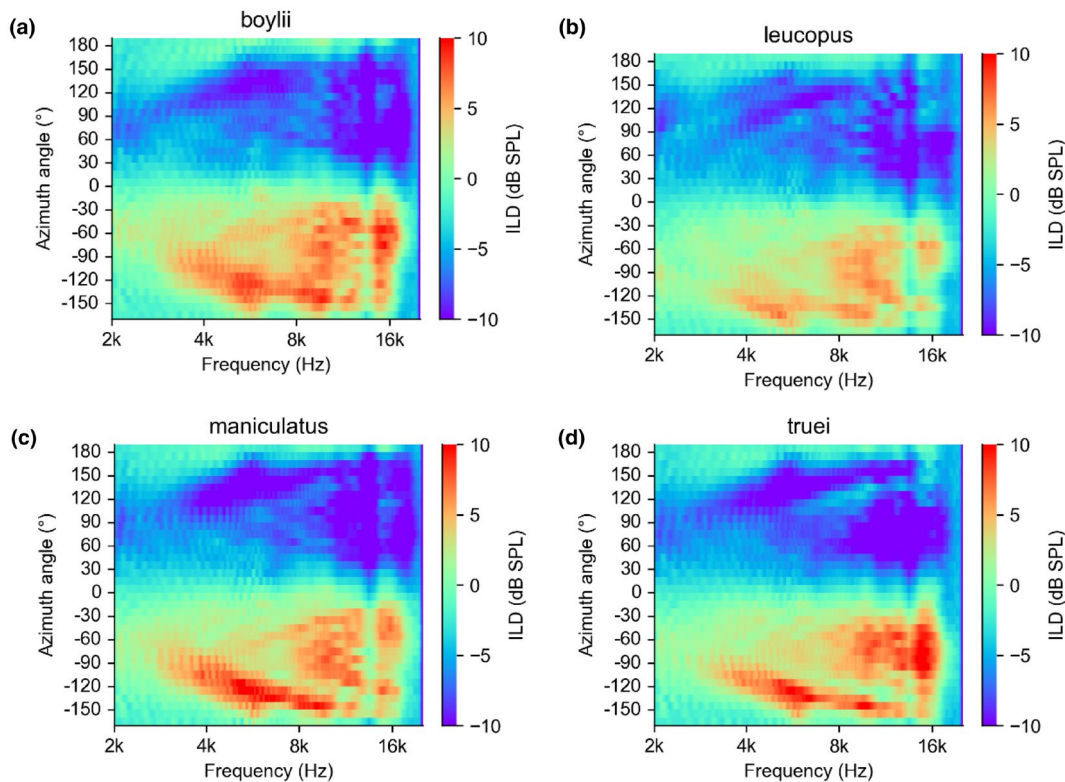 (a)
boylii
Azimuth angle (°)
180
150
120
90
60
30
0
-30
-60
-90
-120
-150
2k
4k
8k
16k
Frequency (Hz)
10
5
0
−5
−10
ILD (dB SPL)
(b)
leucopus
Azimuth angle (°)
180
150
120
90
60
30
0
-30
-60
-90
-120
-150
2k
4k
8k
16k
Frequency (Hz)
10
5
0
−5
−10
ILD (dB SPL)
(c)
maniculatus
Azimuth angle (°)
180
150
120
90
60
30
0
-30
-60
-90
-120
-150
2k
4k
8k
16k
Frequency (Hz)
10
5
0
−5
−10
ILD (dB SPL)
(d)
truei
Azimuth angle (°)
180
150
120
90
60
30
0
-30
-60
-90
-120
-150
2k
4k
8k
16k
Frequency (Hz)
10
5
0
−5
−10
ILD (dB SPL)